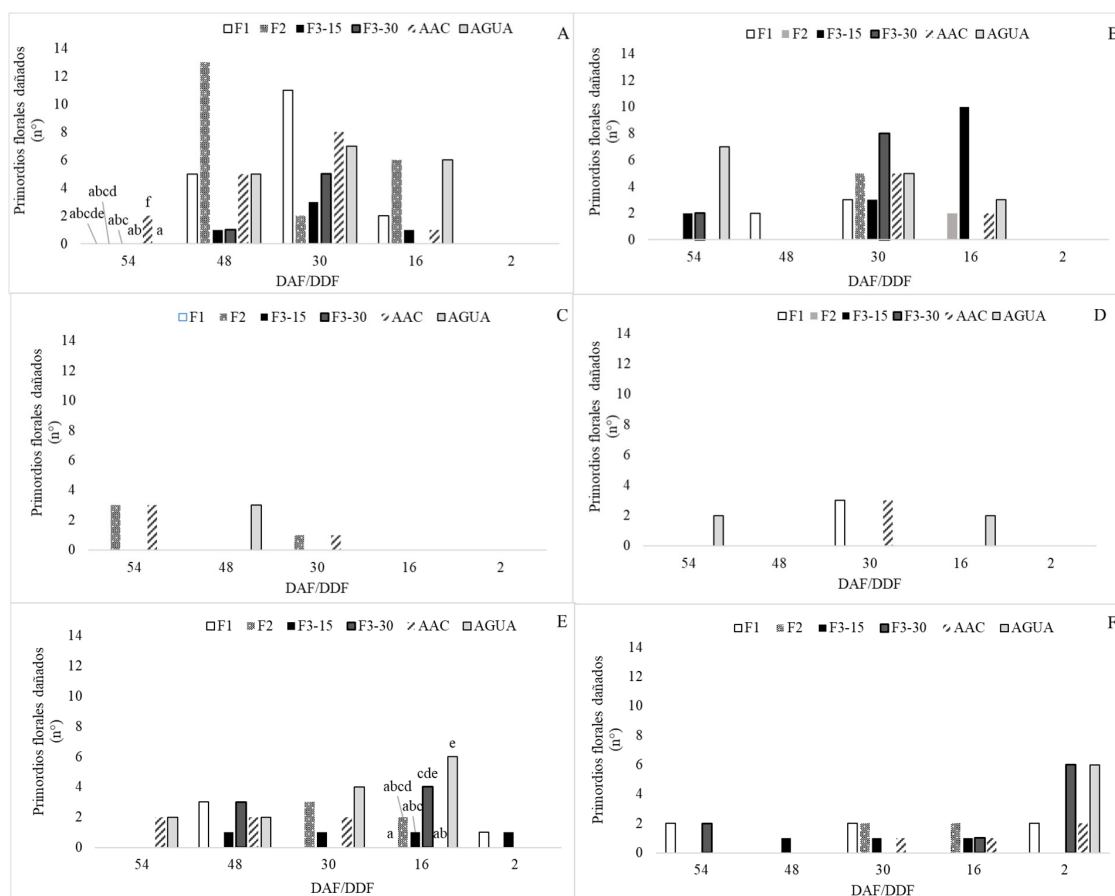 F1 F2 F3-15 F3-30 AAC AGUA
A
Primordios florales dañados
(n°)
14
12
10
8
6
4
2
0
abcde
abcd
abc
ab
f
a
54 48 30 16 2
DAF/DDF
F1 F2 F3-15 F3-30 AAC AGUA
Primordios florales dañados
(n°)
14
12
10
8
6
4
2
0
54 48 30 16 2
DAF/DDF
F1 F2 F3-15 F3-30 AAC AGUA
C
Primordios florales dañados
(n°)
14
12
10
8
6
4
2
0
54 48 30 16 2
DAF/DDF
F1 F2 F3-15 F3-30 AAC AGUA
D
Primordios florales dañados
(n°)
14
12
10
8
6
4
2
0
54 48 30 16 2
DAF/DDF
F1 F2 F3-15 F3-30 AAC AGUA
E
Primordios florales dañados
(n°)
14
12
10
8
6
4
2
0
a
abcd
abc
cde
ab
e
54 48 30 16 2
DAF/DDF
F1 F2 F3-15 F3-30 AAC AGUA
F
Primordios florales dañados
(n°)
14
12
10
8
6
4
2
0
54 48 30 16 2
DAF/DDF